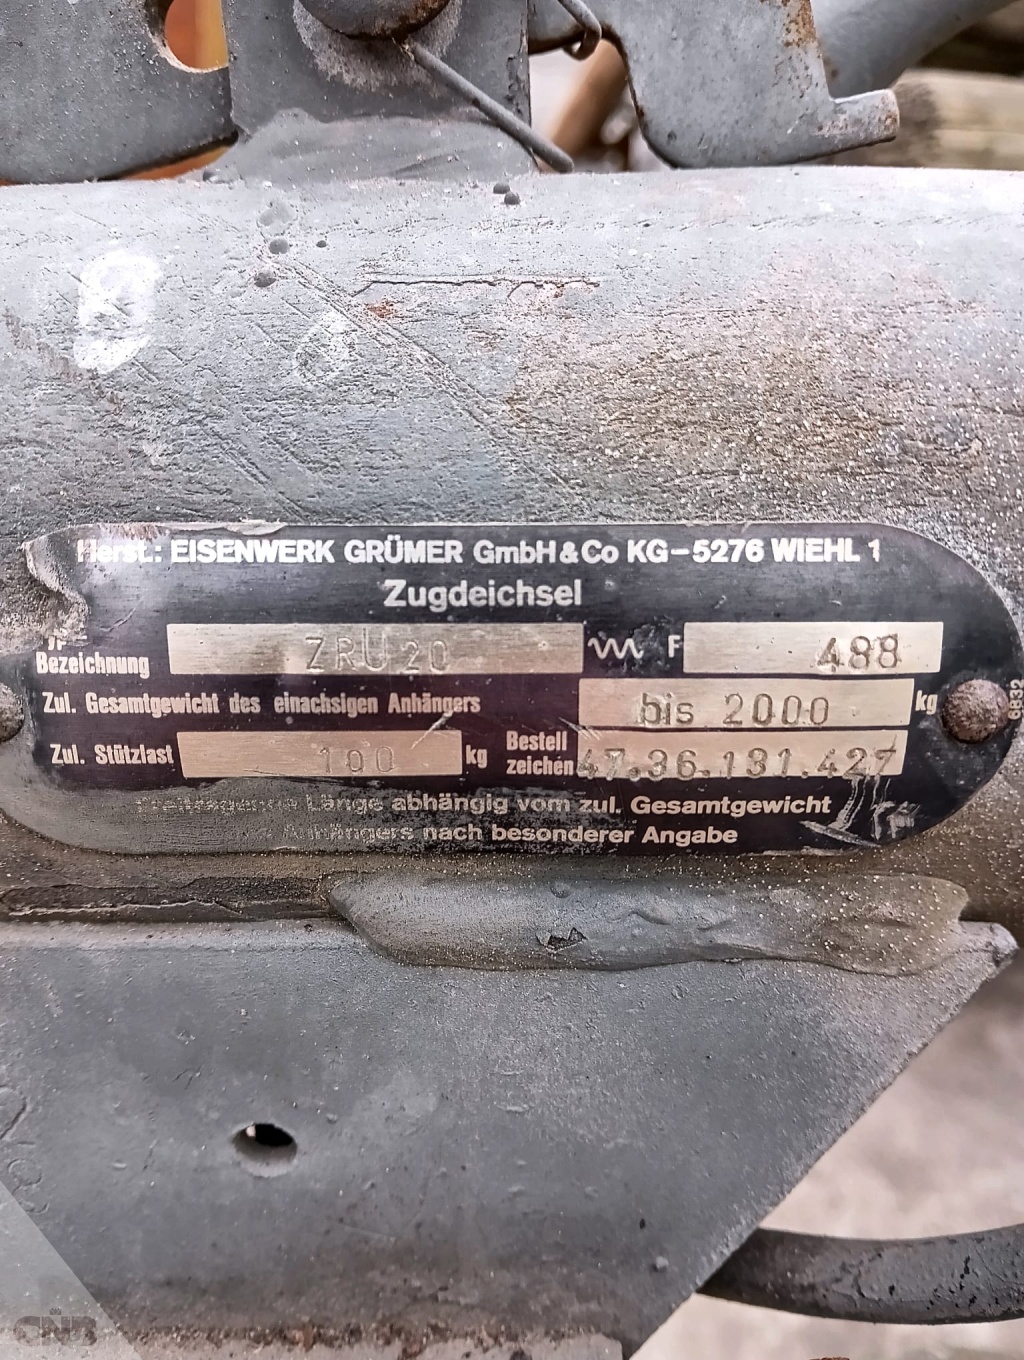 Herst.: EISENWERK GRÜMER GmbH & Co KG-5276 WIEHL 1
Zugdeichsel
Typ Bezeichnung ZRU 20 F 488
Zul. Gesamtgewicht des einachsigen Anhängers bis 2000 kg
Zul. Stützlast 100 kg Bestell zeichen 47.36.131.427
Länge abhängig vom zul. Gesamtgewicht
Anhängers nach besonderer Angabe
6832